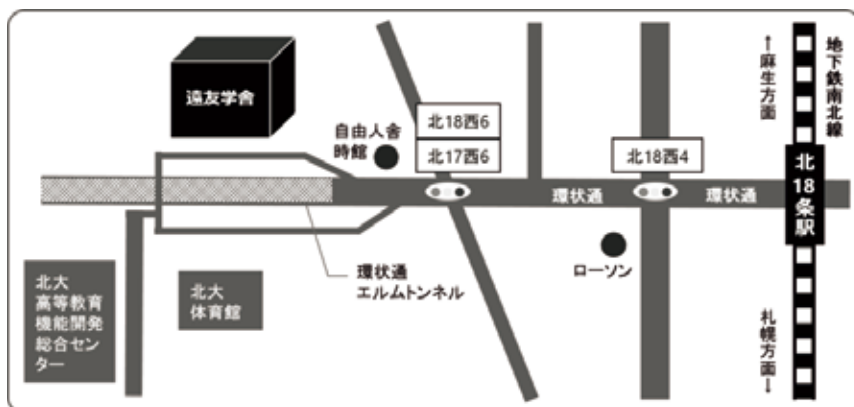 遠友学舎
自由人舎
時館
北18西6
北17西6
北18西4
環状通
環状通
↑麻生方面
地下鉄南北線
北18条駅
ローソン
環状通
エルムトンネル
北大
体育館
北大
高等教育
機能開発
総合セン
ター
札幌方面↓